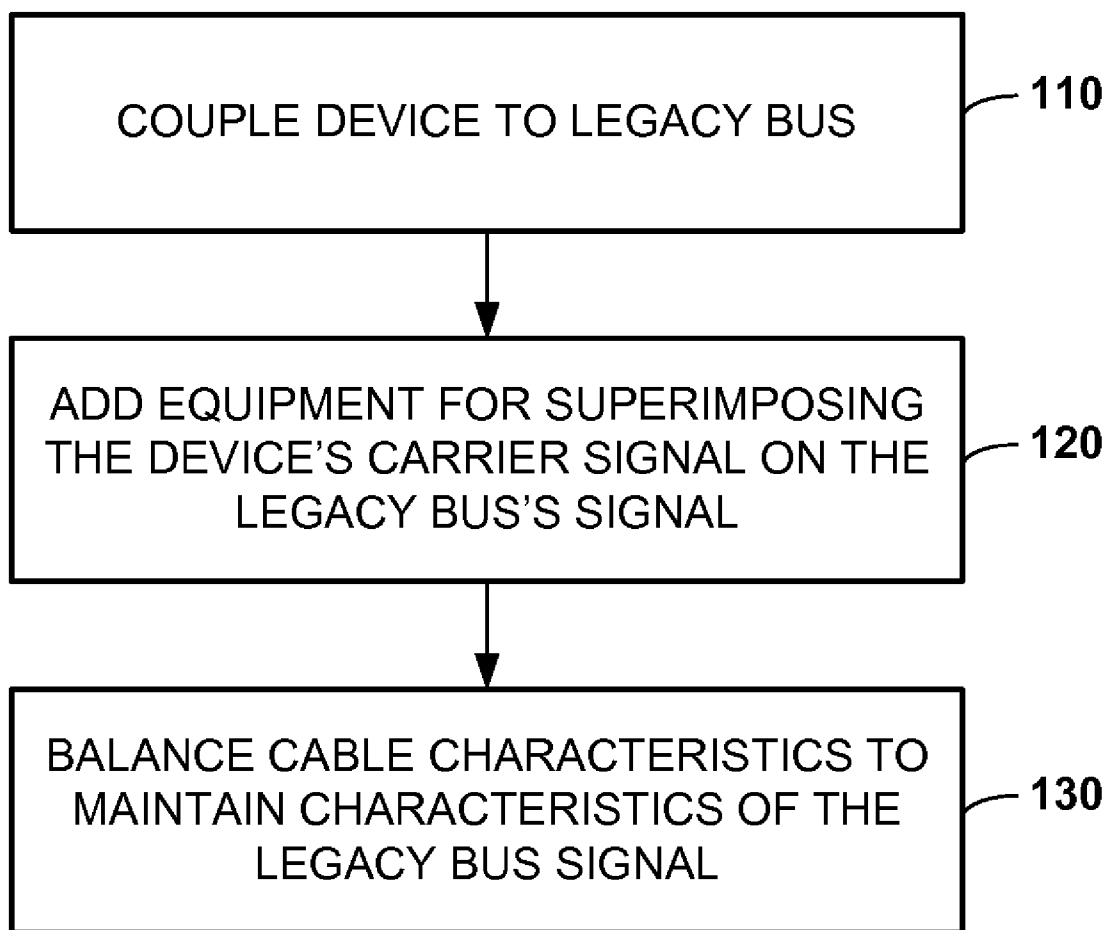 COUPLE DEVICE TO LEGACY BUS
110
ADD EQUIPMENT FOR SUPERIMPOSING
THE DEVICE’S CARRIER SIGNAL ON THE
LEGACY BUS’S SIGNAL
120
BALANCE CABLE CHARACTERISTICS TO
MAINTAIN CHARACTERISTICS OF THE
LEGACY BUS SIGNAL
130